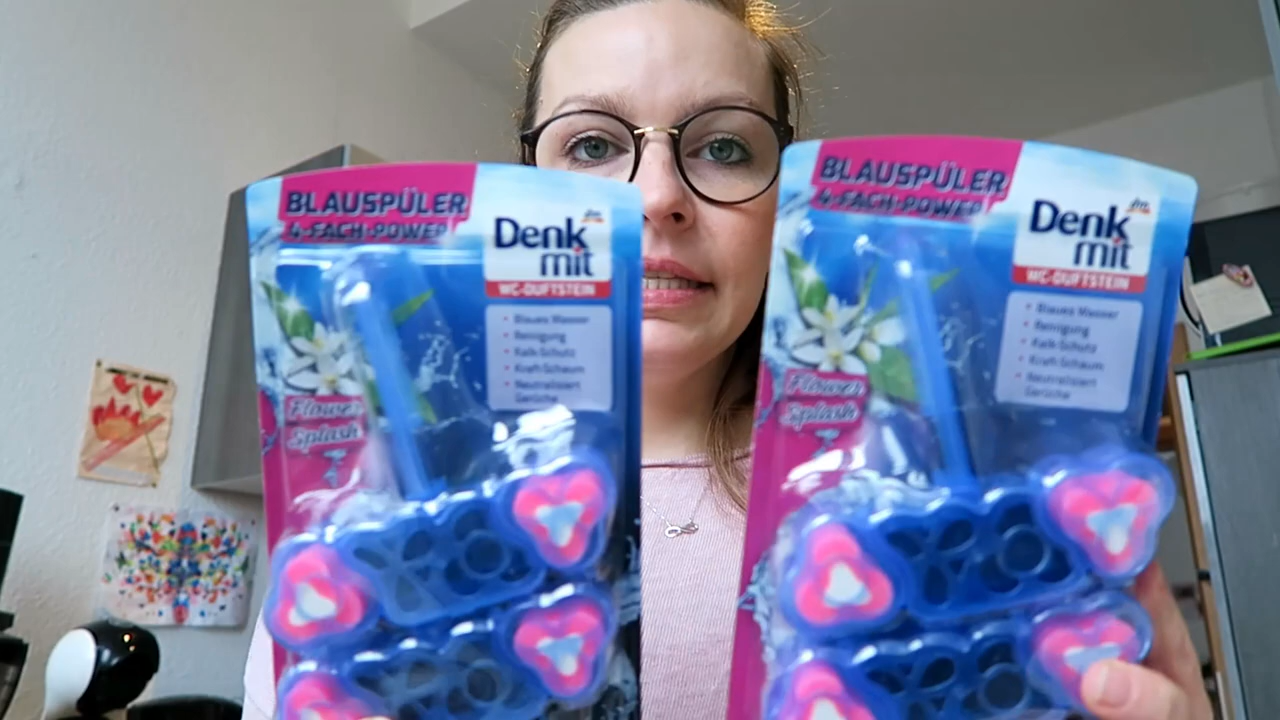 BLAUSPÜLER
4-FACH-POWER
dm
Denk
mit
WC-DUFTSTEIN
• Blaues Wasser
• Reinigung
• Kalk-Schutz
• Kraft-Schaum
• Neutralisiert
Gerüche
Flower
Splash
BLAUSPÜLER
4-FACH-POWER
dm
Denk
mit
WC-DUFTSTEIN
• Blaues Wasser
• Reinigung
• Kalk-Schutz
• Kraft-Schaum
• Neutralisiert
Gerüche
Flower
Splash